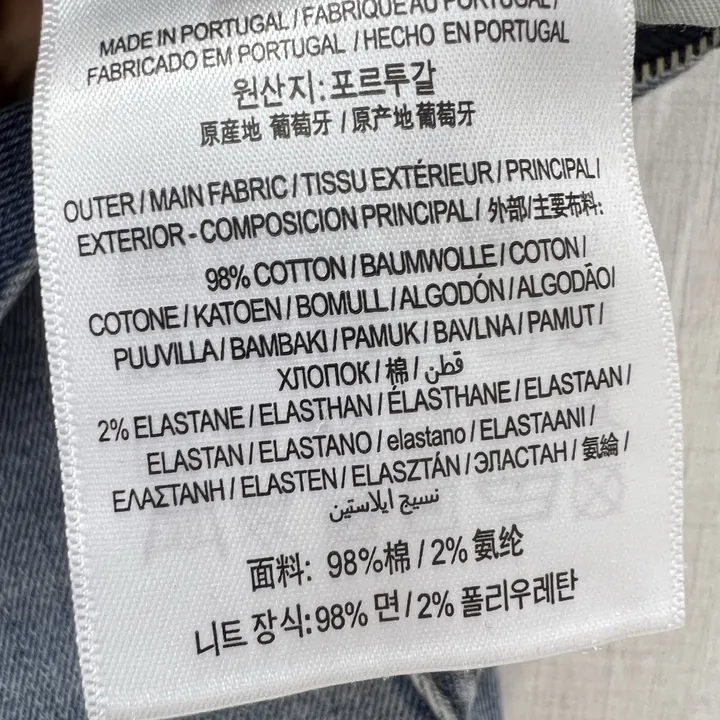 MADE IN PORTUGAL / FABRIQUÉ AU PORTUGAL /
FABRICADO EM PORTUGAL / HECHO EN PORTUGAL
원산지: 포르투갈
原産地 葡萄牙 / 原产地葡萄牙
OUTER / MAIN FABRIC / TISSU EXTÉRIEUR / PRINCIPAL /
EXTERIOR - COMPOSICION PRINCIPAL / 外部/主要布料:
98% COTTON / BAUMWOLLE / COTON /
COTONE / KATOEN / BOMULL / ALGODÓN / ALGODÃO/
PUUVILLA / BAMBAKI / PAMUK / BAVLNA / PAMUT /
ХЛОПОК / 棉 / قطن
2% ELASTANE / ELASTHAN / ÉLASTHANE / ELASTAAN /
ELASTAN / ELASTANO / elastano / ELASTAANI /
ΕΛΑΣΤΑΝΗ / ELASTEN / ELASZTÁN / ЭЛАСТАН / 氨綸 /
نسيج ايلاستين
面料: 98%棉 / 2% 氨纶
니트 장식: 98% 면 / 2% 폴리우레탄